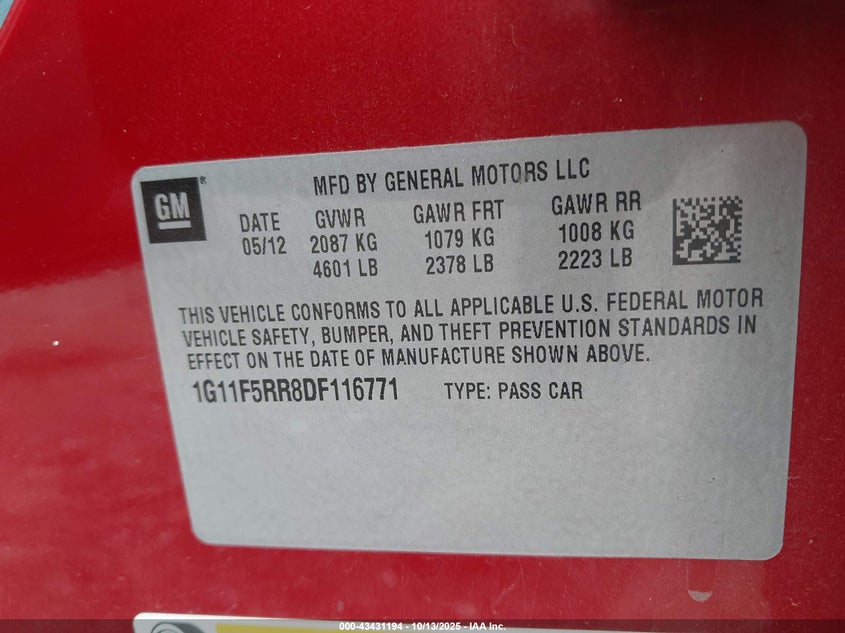 MFD BY GENERAL MOTORS LLC
GM®
DATE GVWR GAWR FRT GAWR RR
05/12 2087 KG 1079 KG 1008 KG
4601 LB 2378 LB 2223 LB
THIS VEHICLE CONFORMS TO ALL APPLICABLE U.S. FEDERAL MOTOR
VEHICLE SAFETY, BUMPER, AND THEFT PREVENTION STANDARDS IN
EFFECT ON THE DATE OF MANUFACTURE SHOWN ABOVE.
1G11F5RR8DF116771 TYPE: PASS CAR
000-43431194 - 10/13/2025 - IAA Inc.